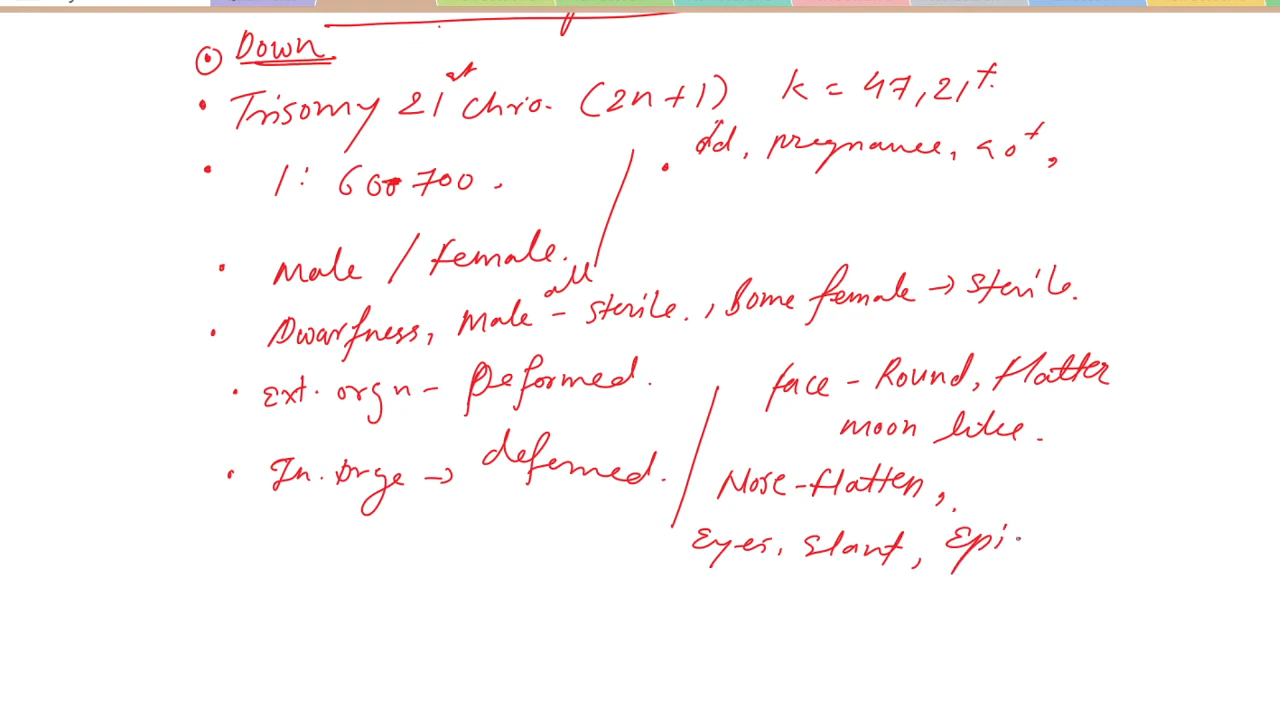 Down
Trisomy 21st chro. (2n+1) k = 47, 21+.
1: 600 700.
old, pregnance, 40+,
Male / Female.
Dwarfness, Male - all sterile., Some female → sterile.
Ext. orgn - Deformed.
In. Orge → deformed.
face - Round, flatter
moon like.
Nose - flatten,
Eyes, slant, Epi